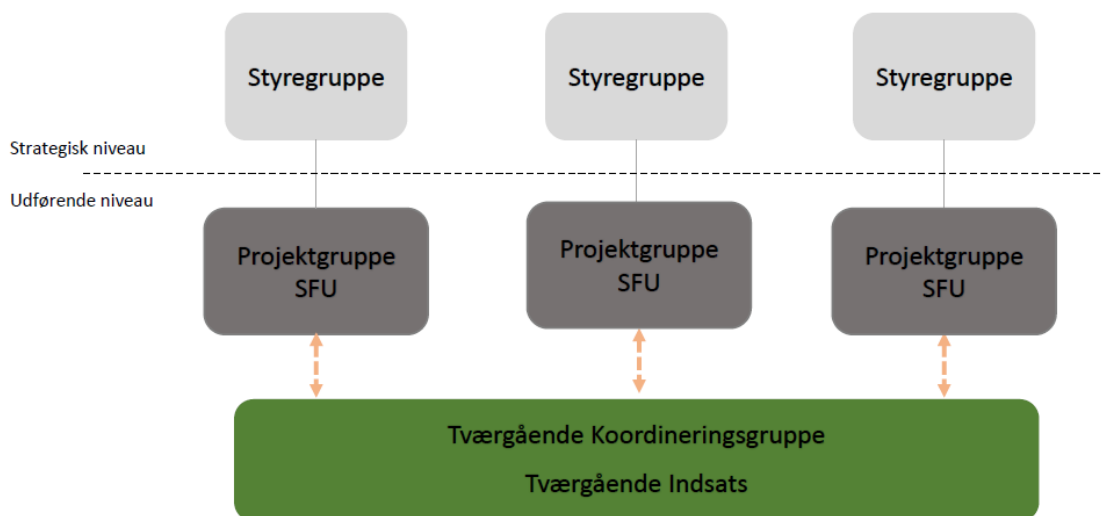 Styregruppe
Styregruppe
Styregruppe
Strategisk niveau
Udførende niveau
Projektgruppe
SFU
Projektgruppe
SFU
Projektgruppe
SFU
Tværgående Koordineringsgruppe
Tværgående Indsats